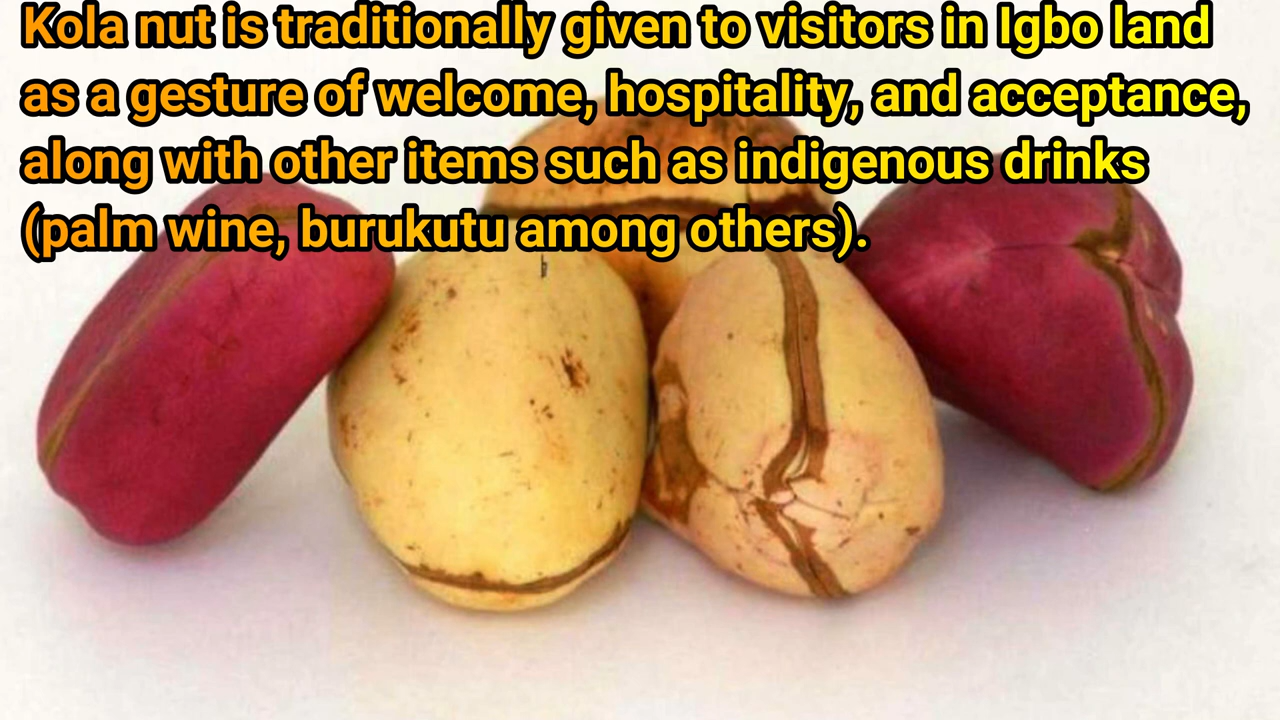 Kola nut is traditionally given to visitors in Igbo land
as a gesture of welcome, hospitality, and acceptance,
along with other items such as indigenous drinks
(palm wine, burukutu among others).